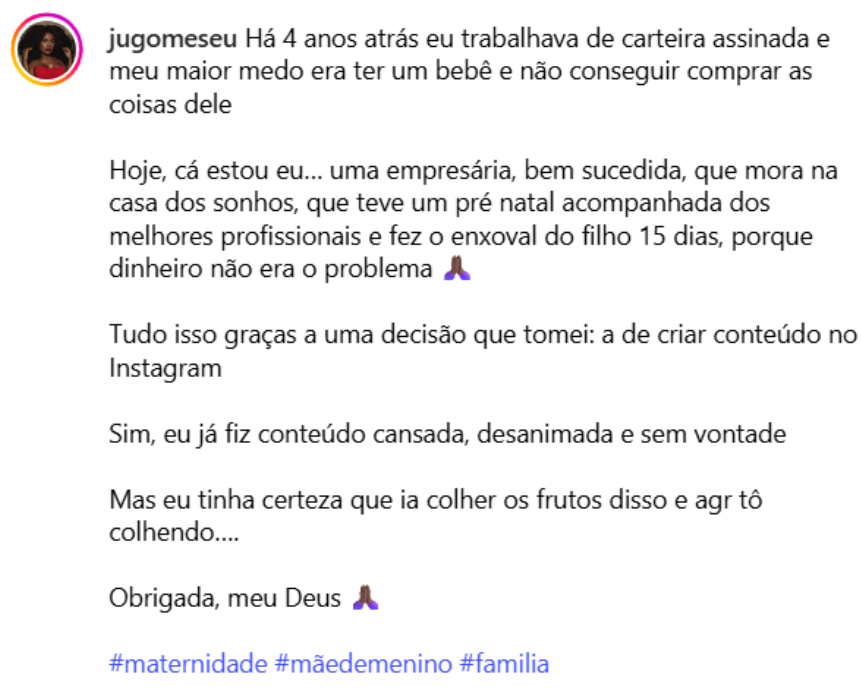 jugomeseu Há 4 anos atrás eu trabalhava de carteira assinada e
meu maior medo era ter um bebê e não conseguir comprar as
coisas dele
Hoje, cá estou eu... uma empresária, bem sucedida, que mora na
casa dos sonhos, que teve um pré natal acompanhada dos
melhores profissionais e fez o enxoval do filho 15 dias, porque
dinheiro não era o problema 🙏🏿
Tudo isso graças a uma decisão que tomei: a de criar conteúdo no
Instagram
Sim, eu já fiz conteúdo cansada, desanimada e sem vontade
Mas eu tinha certeza que ia colher os frutos disso e agr tô
colhendo....
Obrigada, meu Deus 🙏🏿
#maternidade #mãedemenino #familia